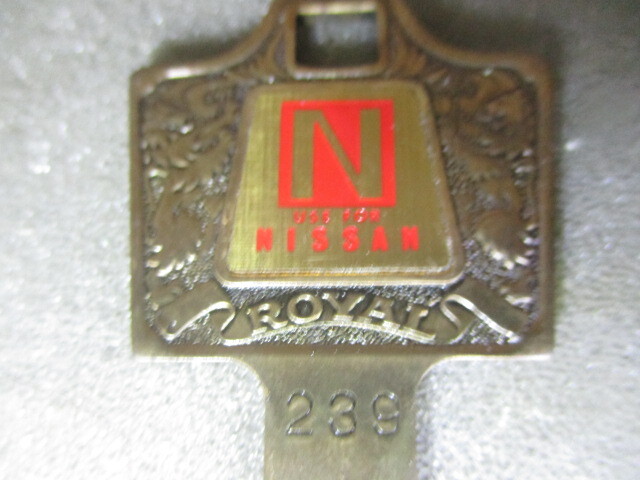 N
USE FOR
NISSAN
ROYAL
239